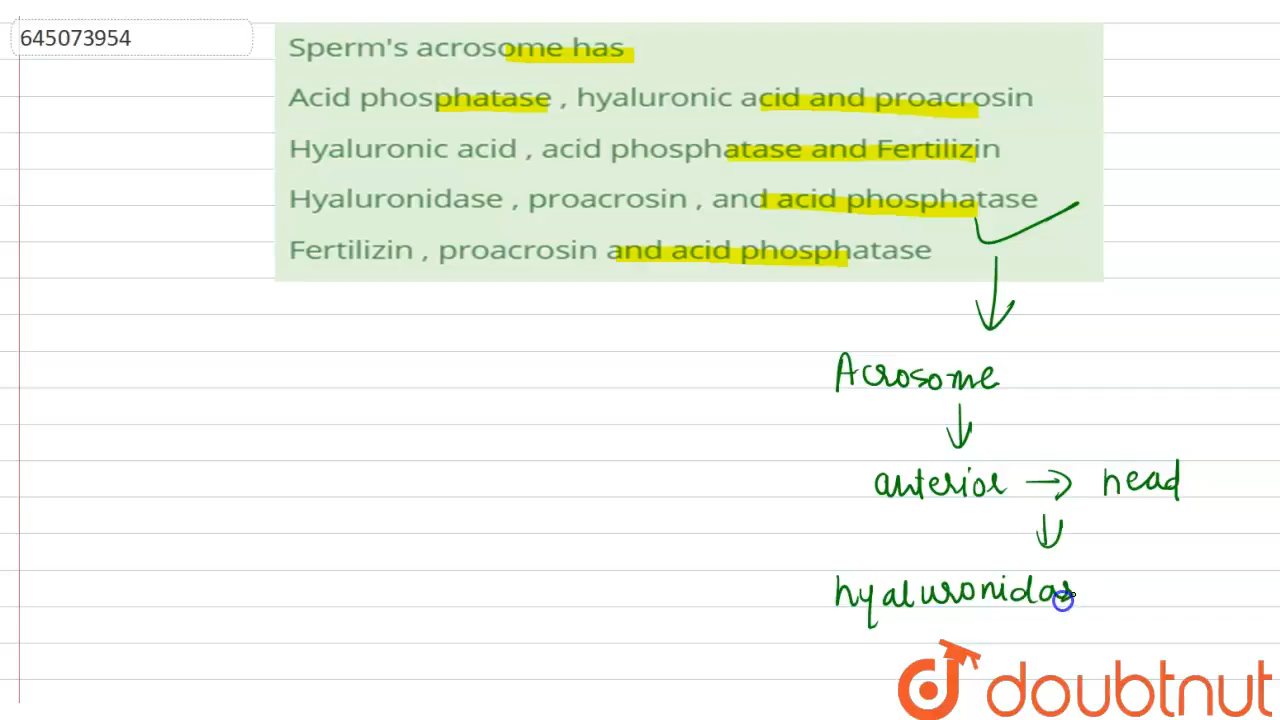 645073954
Sperm's acrosome has
Acid phosphatase , hyaluronic acid and proacrosin
Hyaluronic acid , acid phosphatase and Fertilizin
Hyaluronidase , proacrosin , and acid phosphatase
Fertilizin , proacrosin and acid phosphatase
Acrosome
anterior → head
hyaluronidas
doubtnut